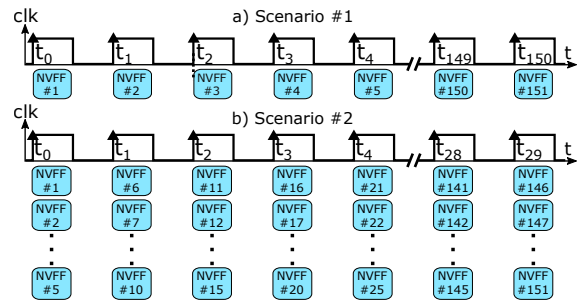 a) Scenario #1
clk
t0 t1 t2 t3 t4 t149 t150 t
NVFF NVFF NVFF NVFF NVFF NVFF NVFF
#1 #2 #3 #4 #5 #150 #151
b) Scenario #2
clk
t0 t1 t2 t3 t4 t28 t29 t
NVFF NVFF NVFF NVFF NVFF NVFF NVFF
#1 #6 #11 #16 #21 #141 #146
NVFF NVFF NVFF NVFF NVFF NVFF NVFF
#2 #7 #12 #17 #22 #142 #147
NVFF NVFF NVFF NVFF NVFF NVFF NVFF
#5 #10 #15 #20 #25 #145 #151